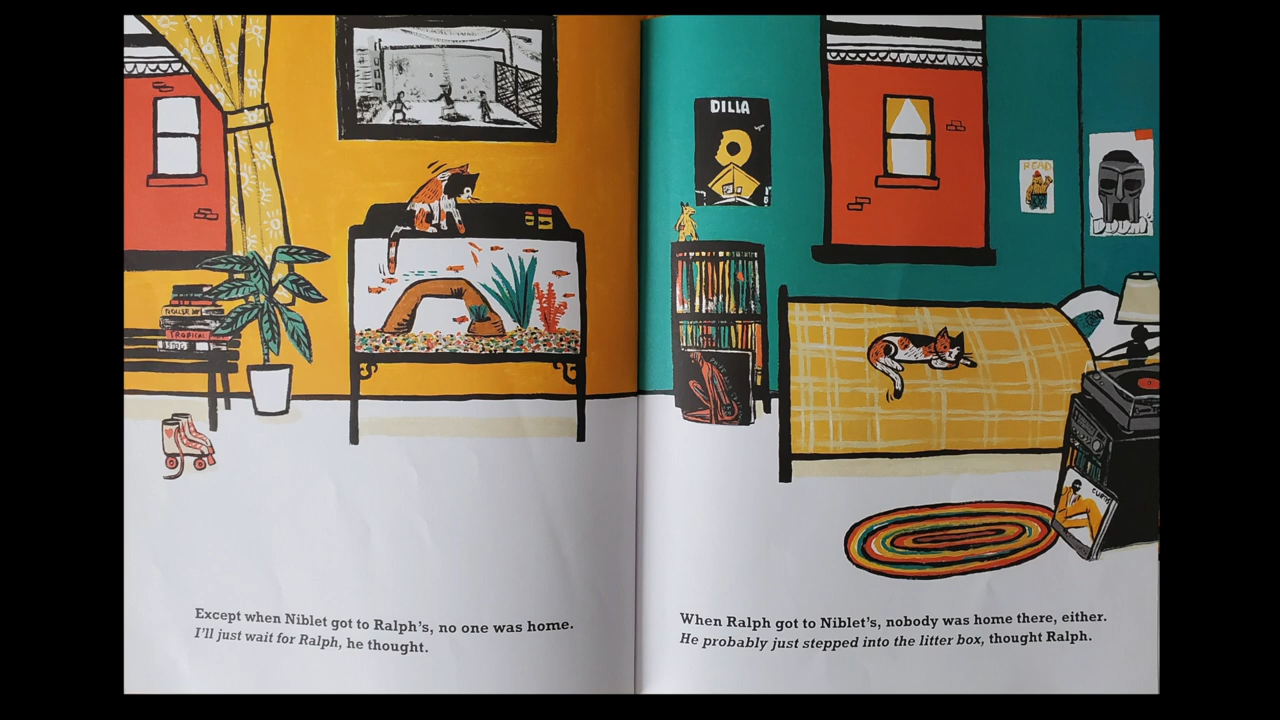 TROPICAL
Except when Niblet got to Ralph's, no one was home.
I'll just wait for Ralph, he thought.
DILLA
READ
CURTIS
When Ralph got to Niblet's, nobody was home there, either.
He probably just stepped into the litter box, thought Ralph.